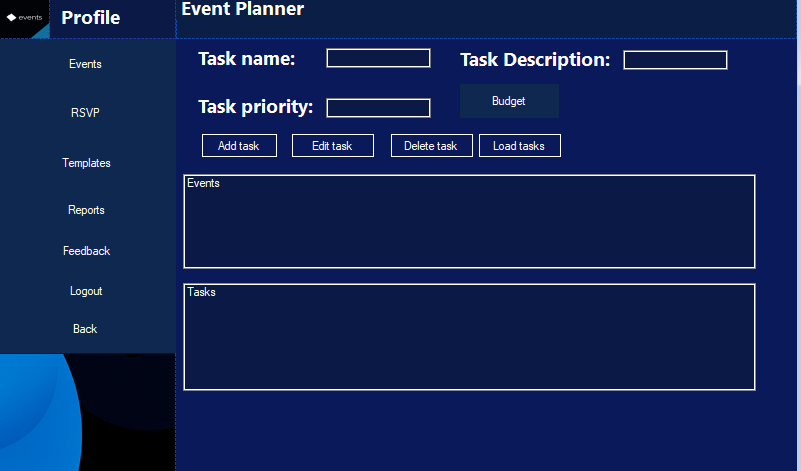 events
Profile
Event Planner
Events
RSVP
Templates
Reports
Feedback
Logout
Back
Task name:
Task Description:
Task priority:
Budget
Add task
Edit task
Delete task
Load tasks
Events
Tasks